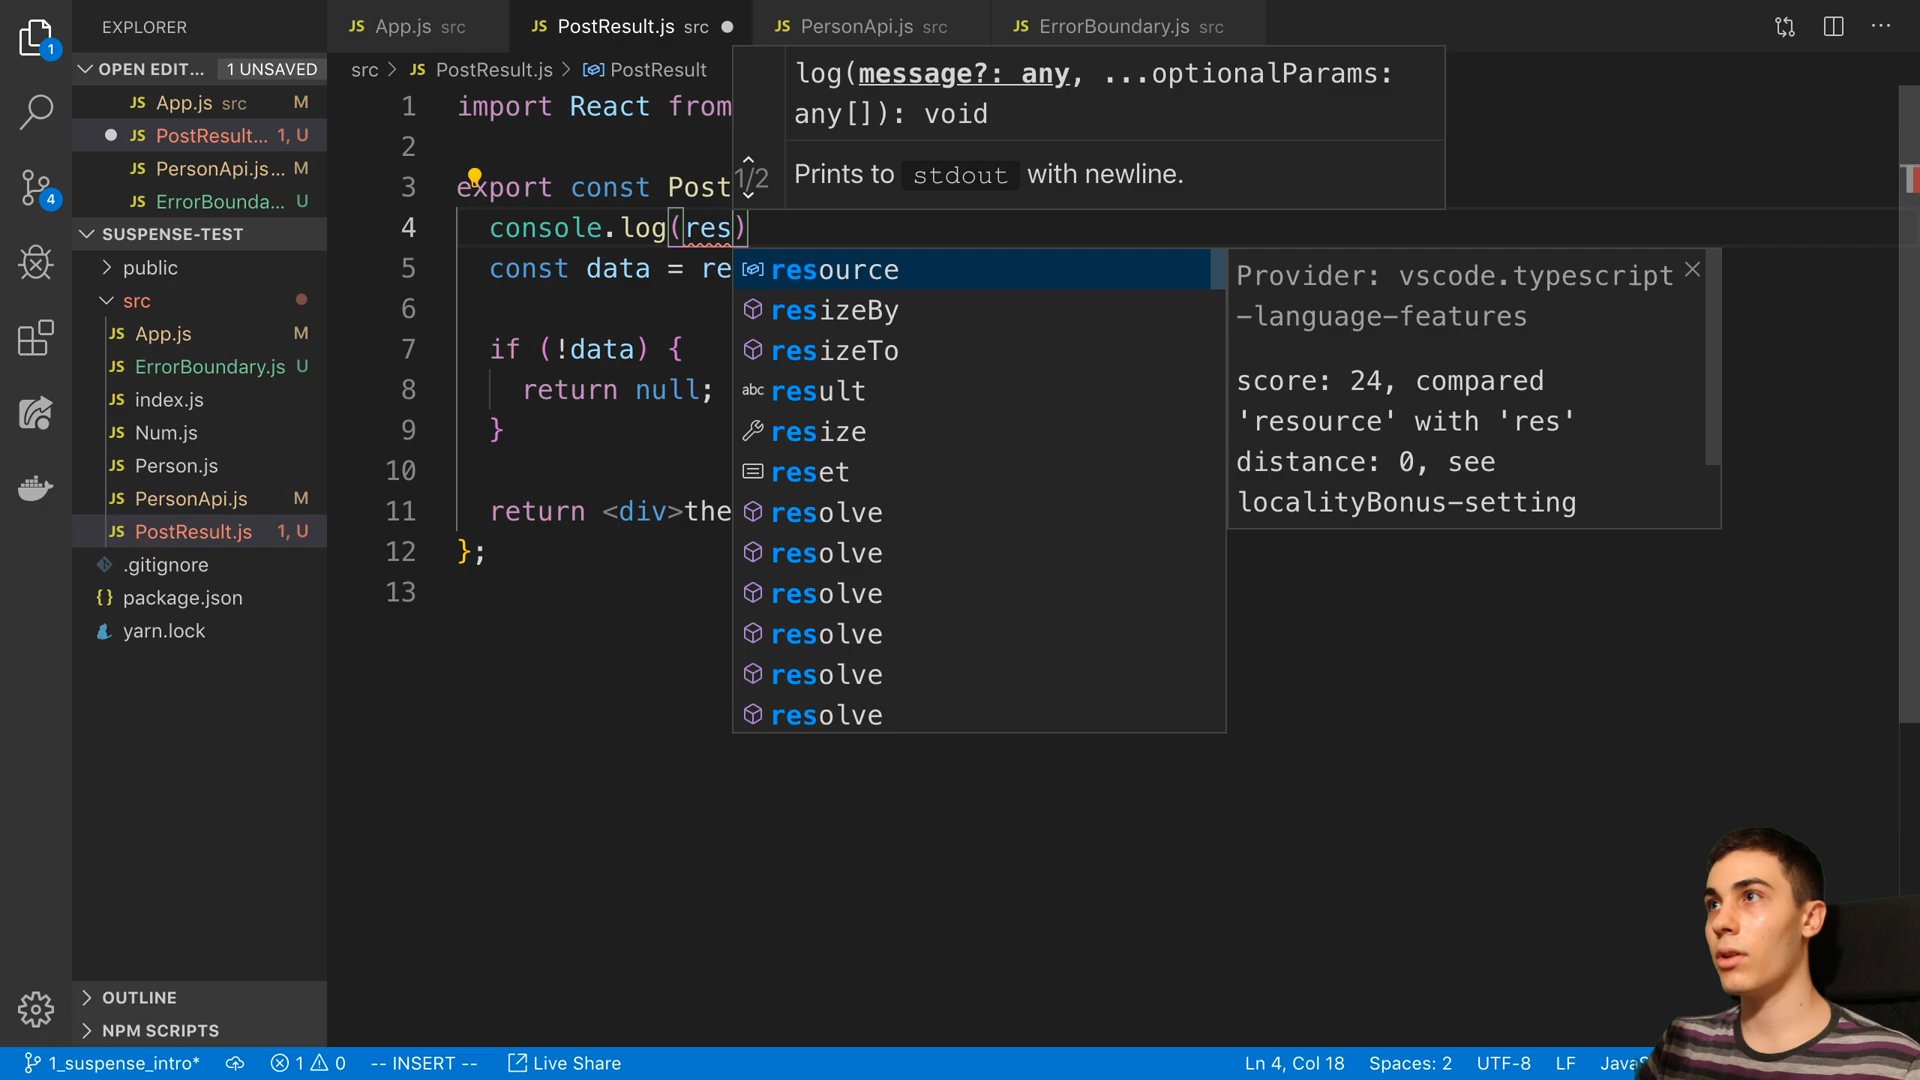 EXPLORER
JS App.js src
JS PostResult.js src
JS PersonApi.js src
JS ErrorBoundary.js src
OPEN EDIT... 1 UNSAVED
JS App.js src M
JS PostResult... 1, U
JS PersonApi.js... M
JS ErrorBounda... U
SUSPENSE-TEST
public
src
JS App.js M
JS ErrorBoundary.js U
JS index.js
JS Num.js
JS Person.js
JS PersonApi.js M
JS PostResult.js 1, U
.gitignore
{} package.json
yarn.lock
OUTLINE
NPM SCRIPTS
src > JS PostResult.js > PostResult
1 import React from
2
3 export const Post
4 console.log(res)
5 const data = re
6
7 if (!data) {
8 return null;
9 }
10
11 return <div>the
12 };
13
log(message?: any, ...optionalParams:
any[]): void
1/2
Prints to stdout with newline.
resource
resizeBy
resizeTo
abc result
resize
reset
resolve
resolve
resolve
resolve
resolve
resolve
Provider: vscode.typescript
-language-features
score: 24, compared
'resource' with 'res'
distance: 0, see
localityBonus-setting
1
4
1_suspense_intro* 1 0 -- INSERT -- Live Share Ln 4, Col 18 Spaces: 2 UTF-8 LF